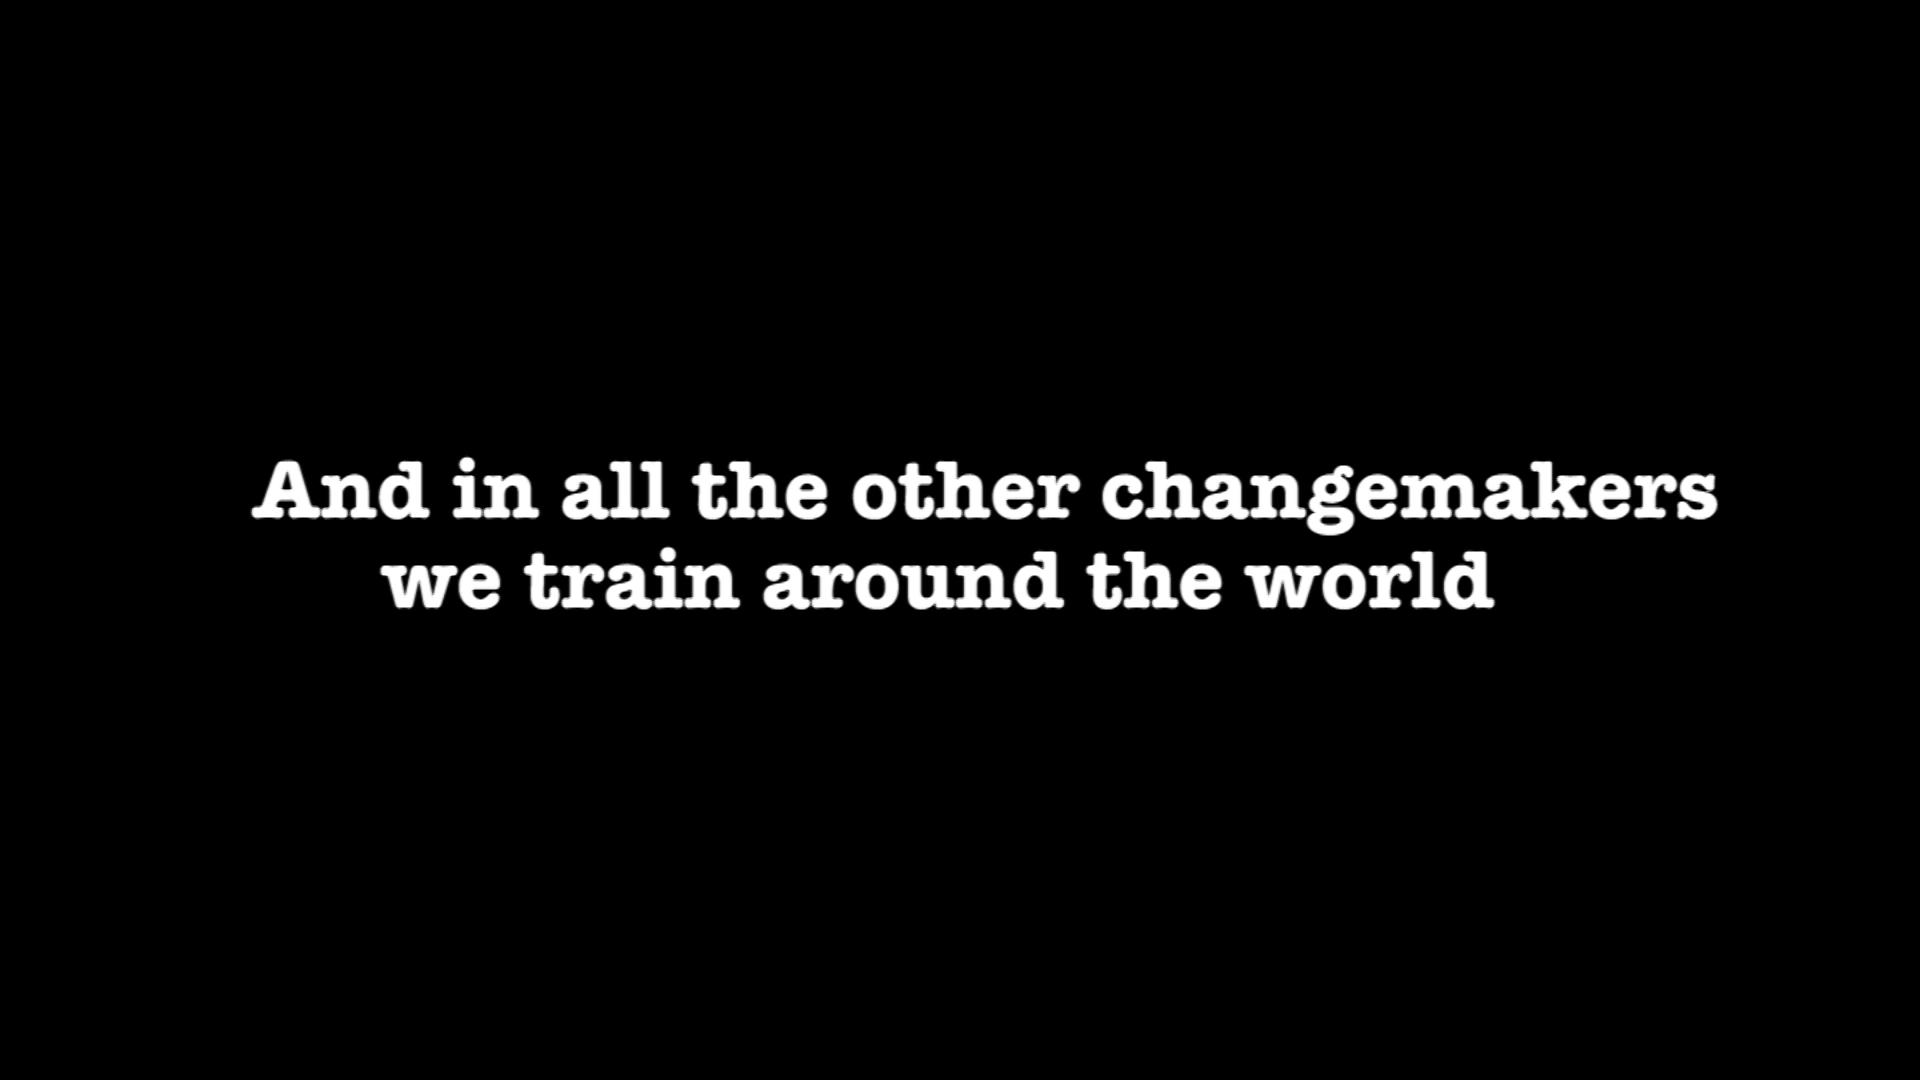 And in all the other changemakers
we train around the world